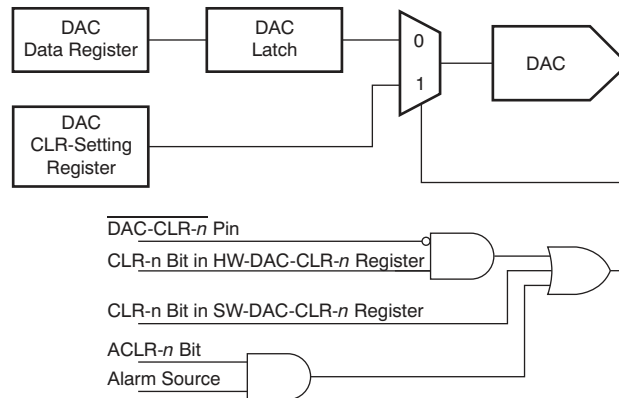 DAC
Data Register
DAC
Latch
0
1
DAC
DAC
CLR-Setting
Register
DAC-CLR-n Pin
CLR-n Bit in HW-DAC-CLR-n Register
CLR-n Bit in SW-DAC-CLR-n Register
ACLR-n Bit
Alarm Source